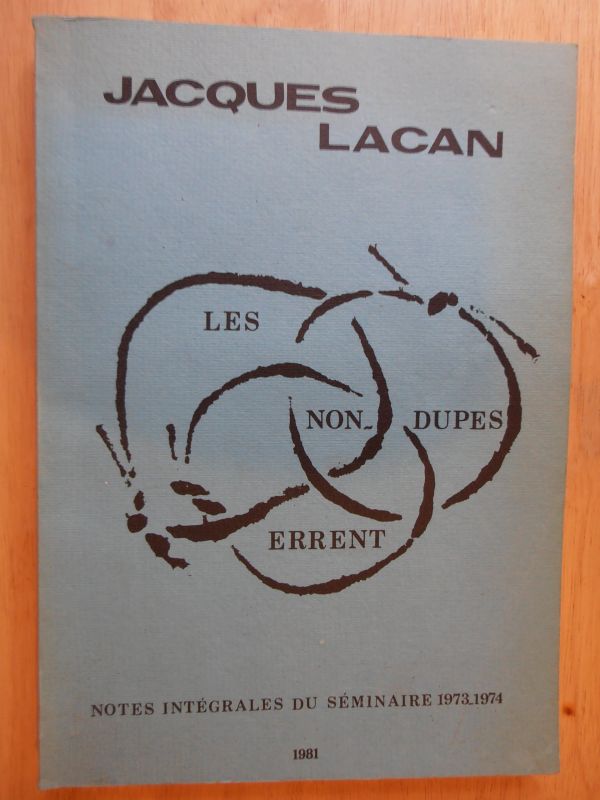 JACQUES
LACAN
LES
NON- DUPES
ERRENT
NOTES INTÉGRALES DU SÉMINAIRE 1973-1974
1981